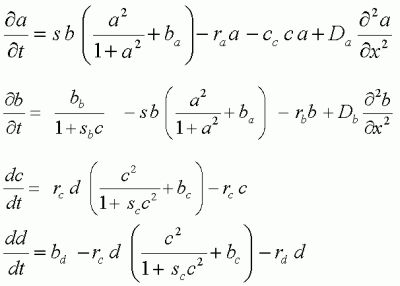 ∂a/∂t = s b ( a²/(1 + a²) + b_a ) − r_a a − c_c c a + D_a ∂²a/∂x²
∂b/∂t = b_b/(1 + s_b c) − s b ( a²/(1 + a²) + b_a ) − r_b b + D_b ∂²b/∂x²
dc/dt = r_c d ( c²/(1 + s_c c²) + b_c ) − r_c c
dd/dt = b_d − r_c d ( c²/(1 + s_c c²) + b_c ) − r_d d